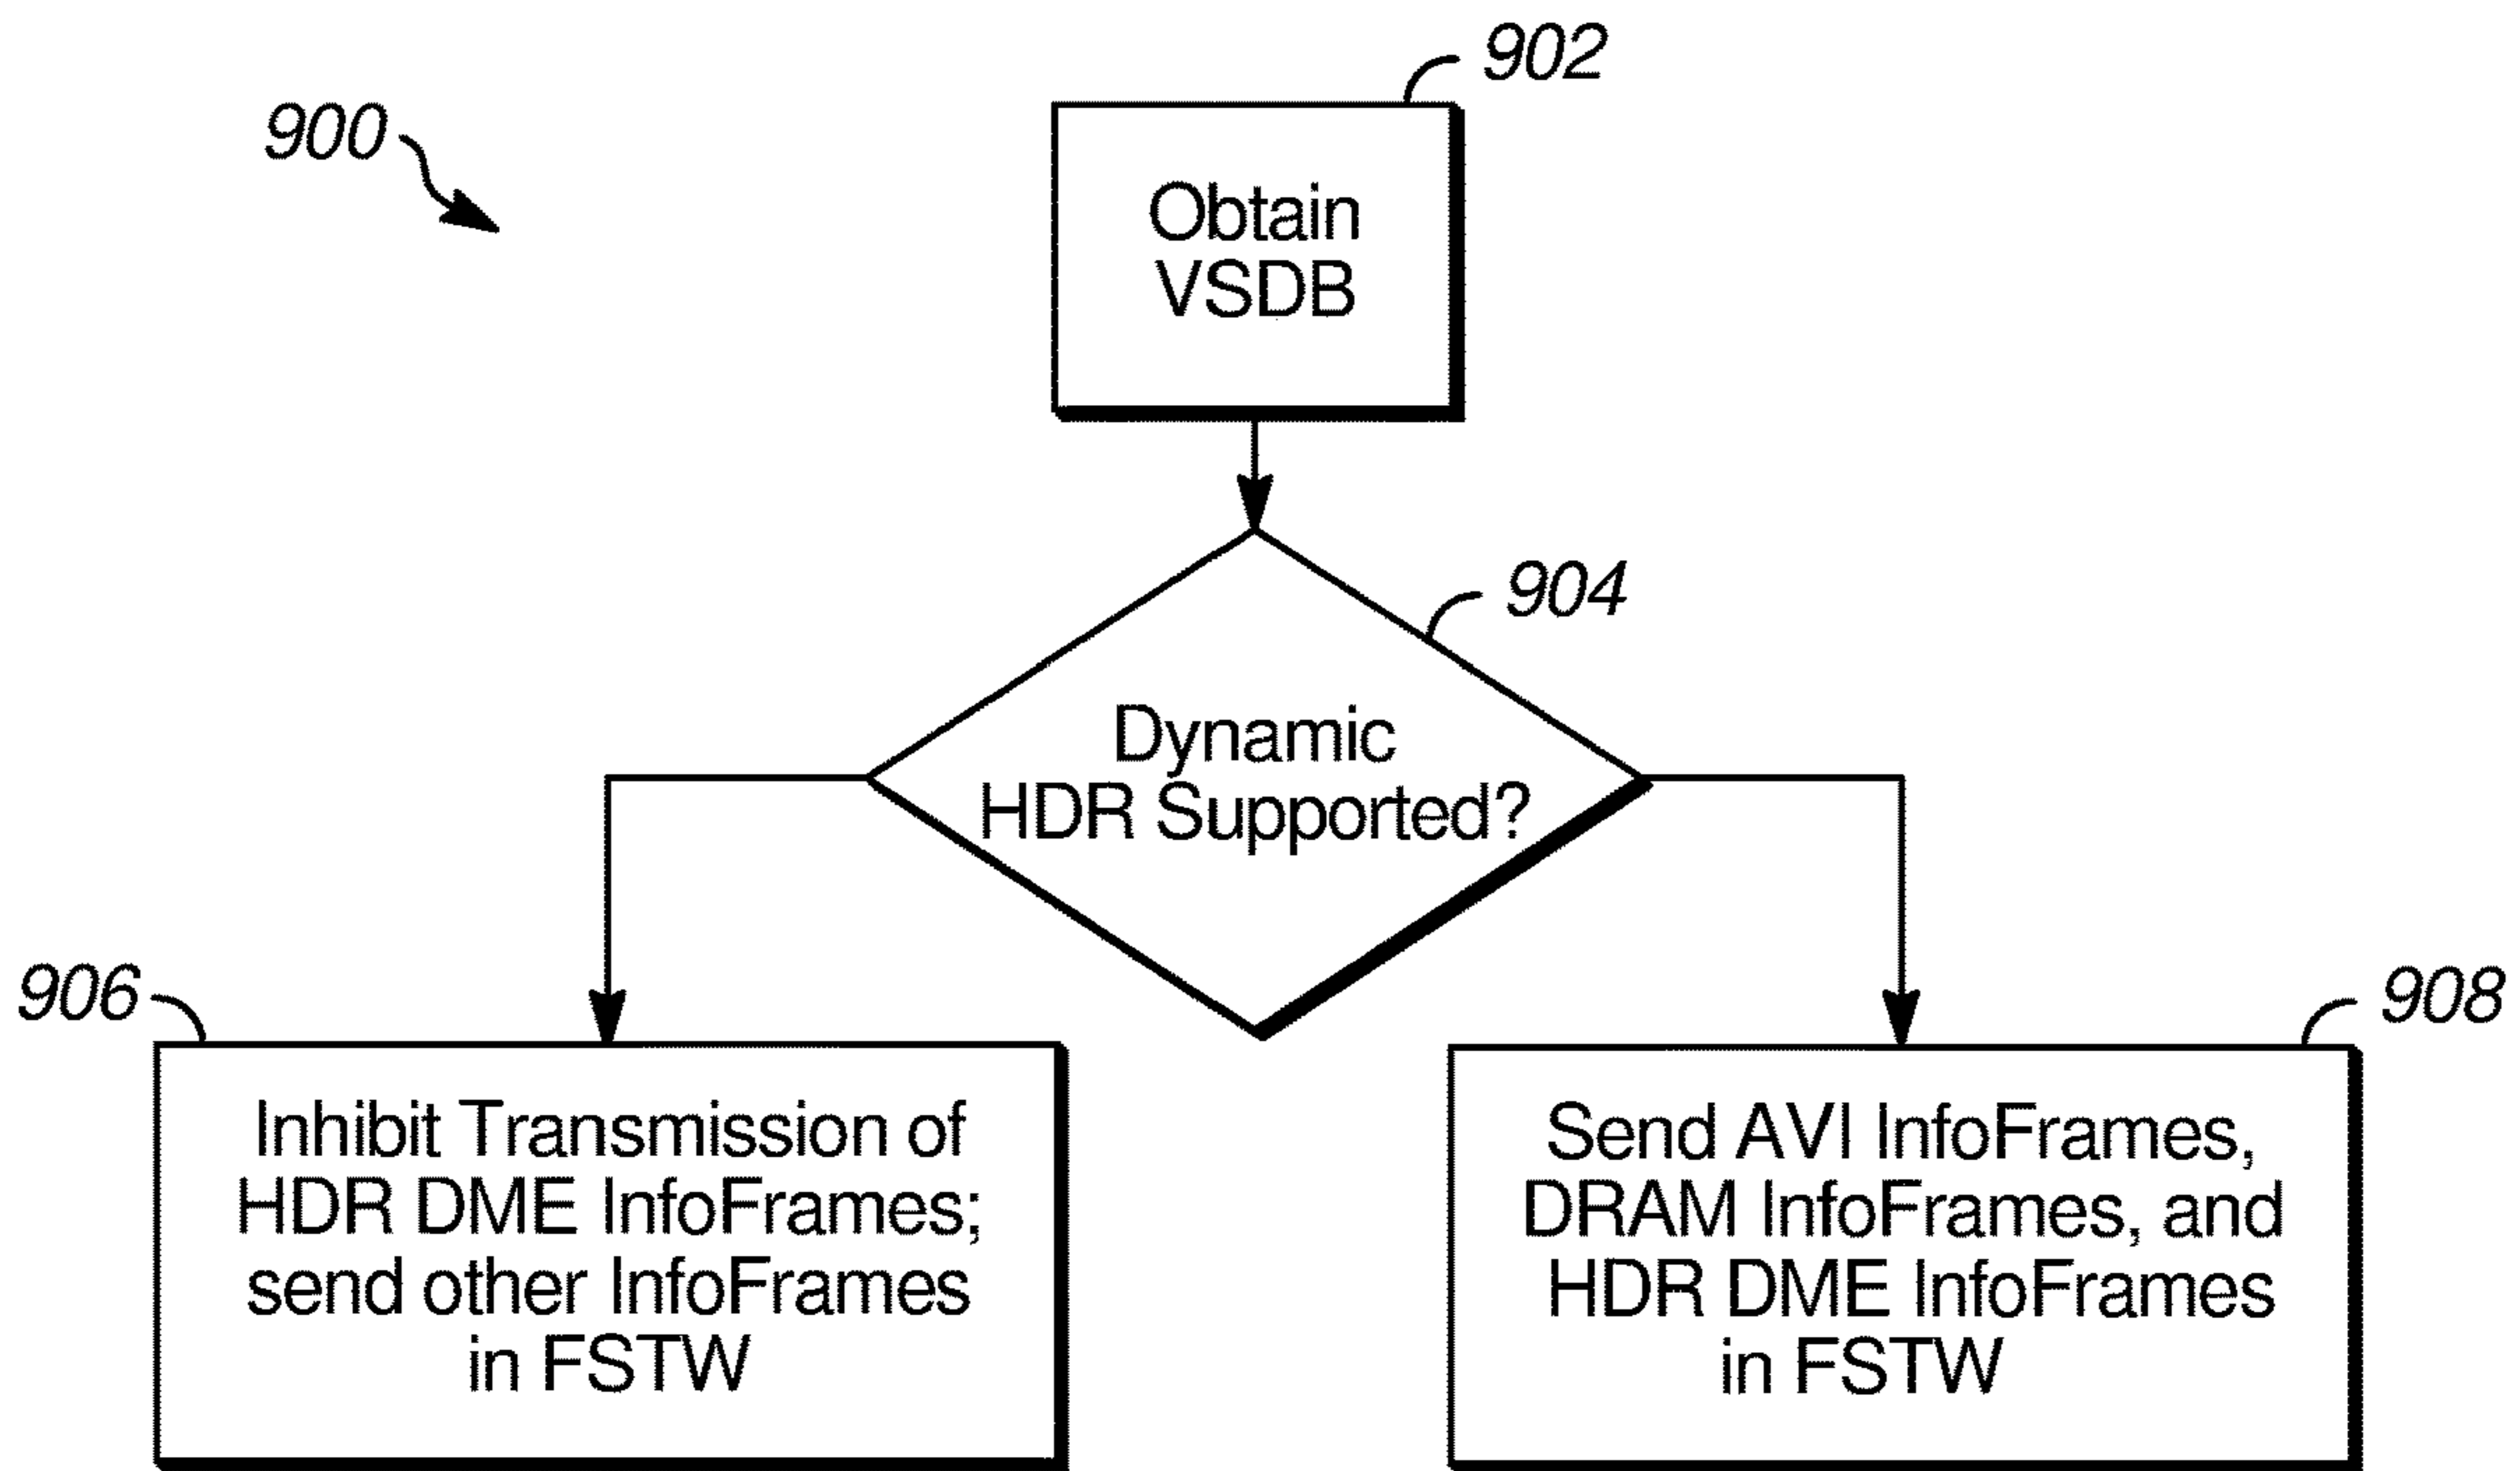 902
900
Obtain
VSDB
904
Dynamic
HDR Supported?
906
908
Inhibit Transmission of
HDR DME InfoFrames;
send other InfoFrames
in FSTW
Send AVI InfoFrames,
DRAM InfoFrames, and
HDR DME InfoFrames
in FSTW